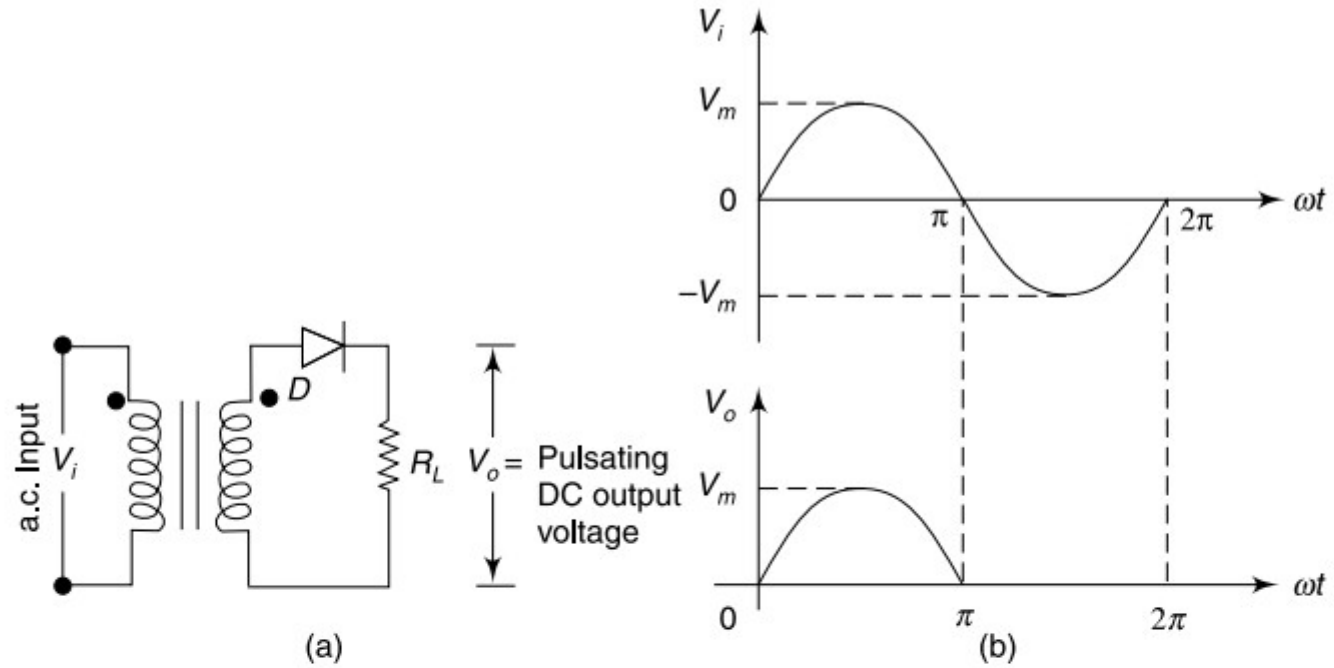 a.c. Input
V_i
D
R_L
V_o = Pulsating
DC output
voltage
(a)
V_i
V_m
0
π
2π
ωt
–V_m
V_o
V_m
0
π
2π
ωt
(b)